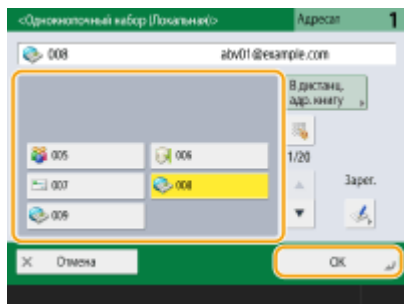 <Однокнопочный набор (Локальная)> Адресат 1
008 abv01@example.com
В дистанц.
адр. книгу
005 006
1/20
007 008
Зарег.
009
× Отмена OK